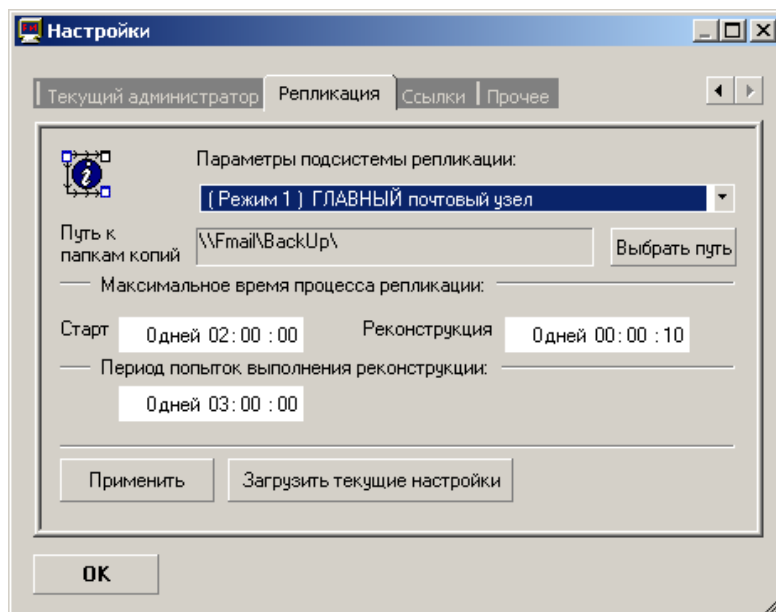 Настройки
Текущий администратор Репликация Ссылки Прочее
Параметры подсистемы репликации:
( Режим 1 ) ГЛАВНЫЙ почтовый узел
Путь к
папкам копий
\\Fmail\BackUp\
Выбрать путь
Максимальное время процесса репликации:
Старт 0дней 02:00 :00 Реконструкция 0дней 00:00 :10
Период попыток выполнения реконструкции:
0дней 03:00 :00
Применить Загрузить текущие настройки
OK